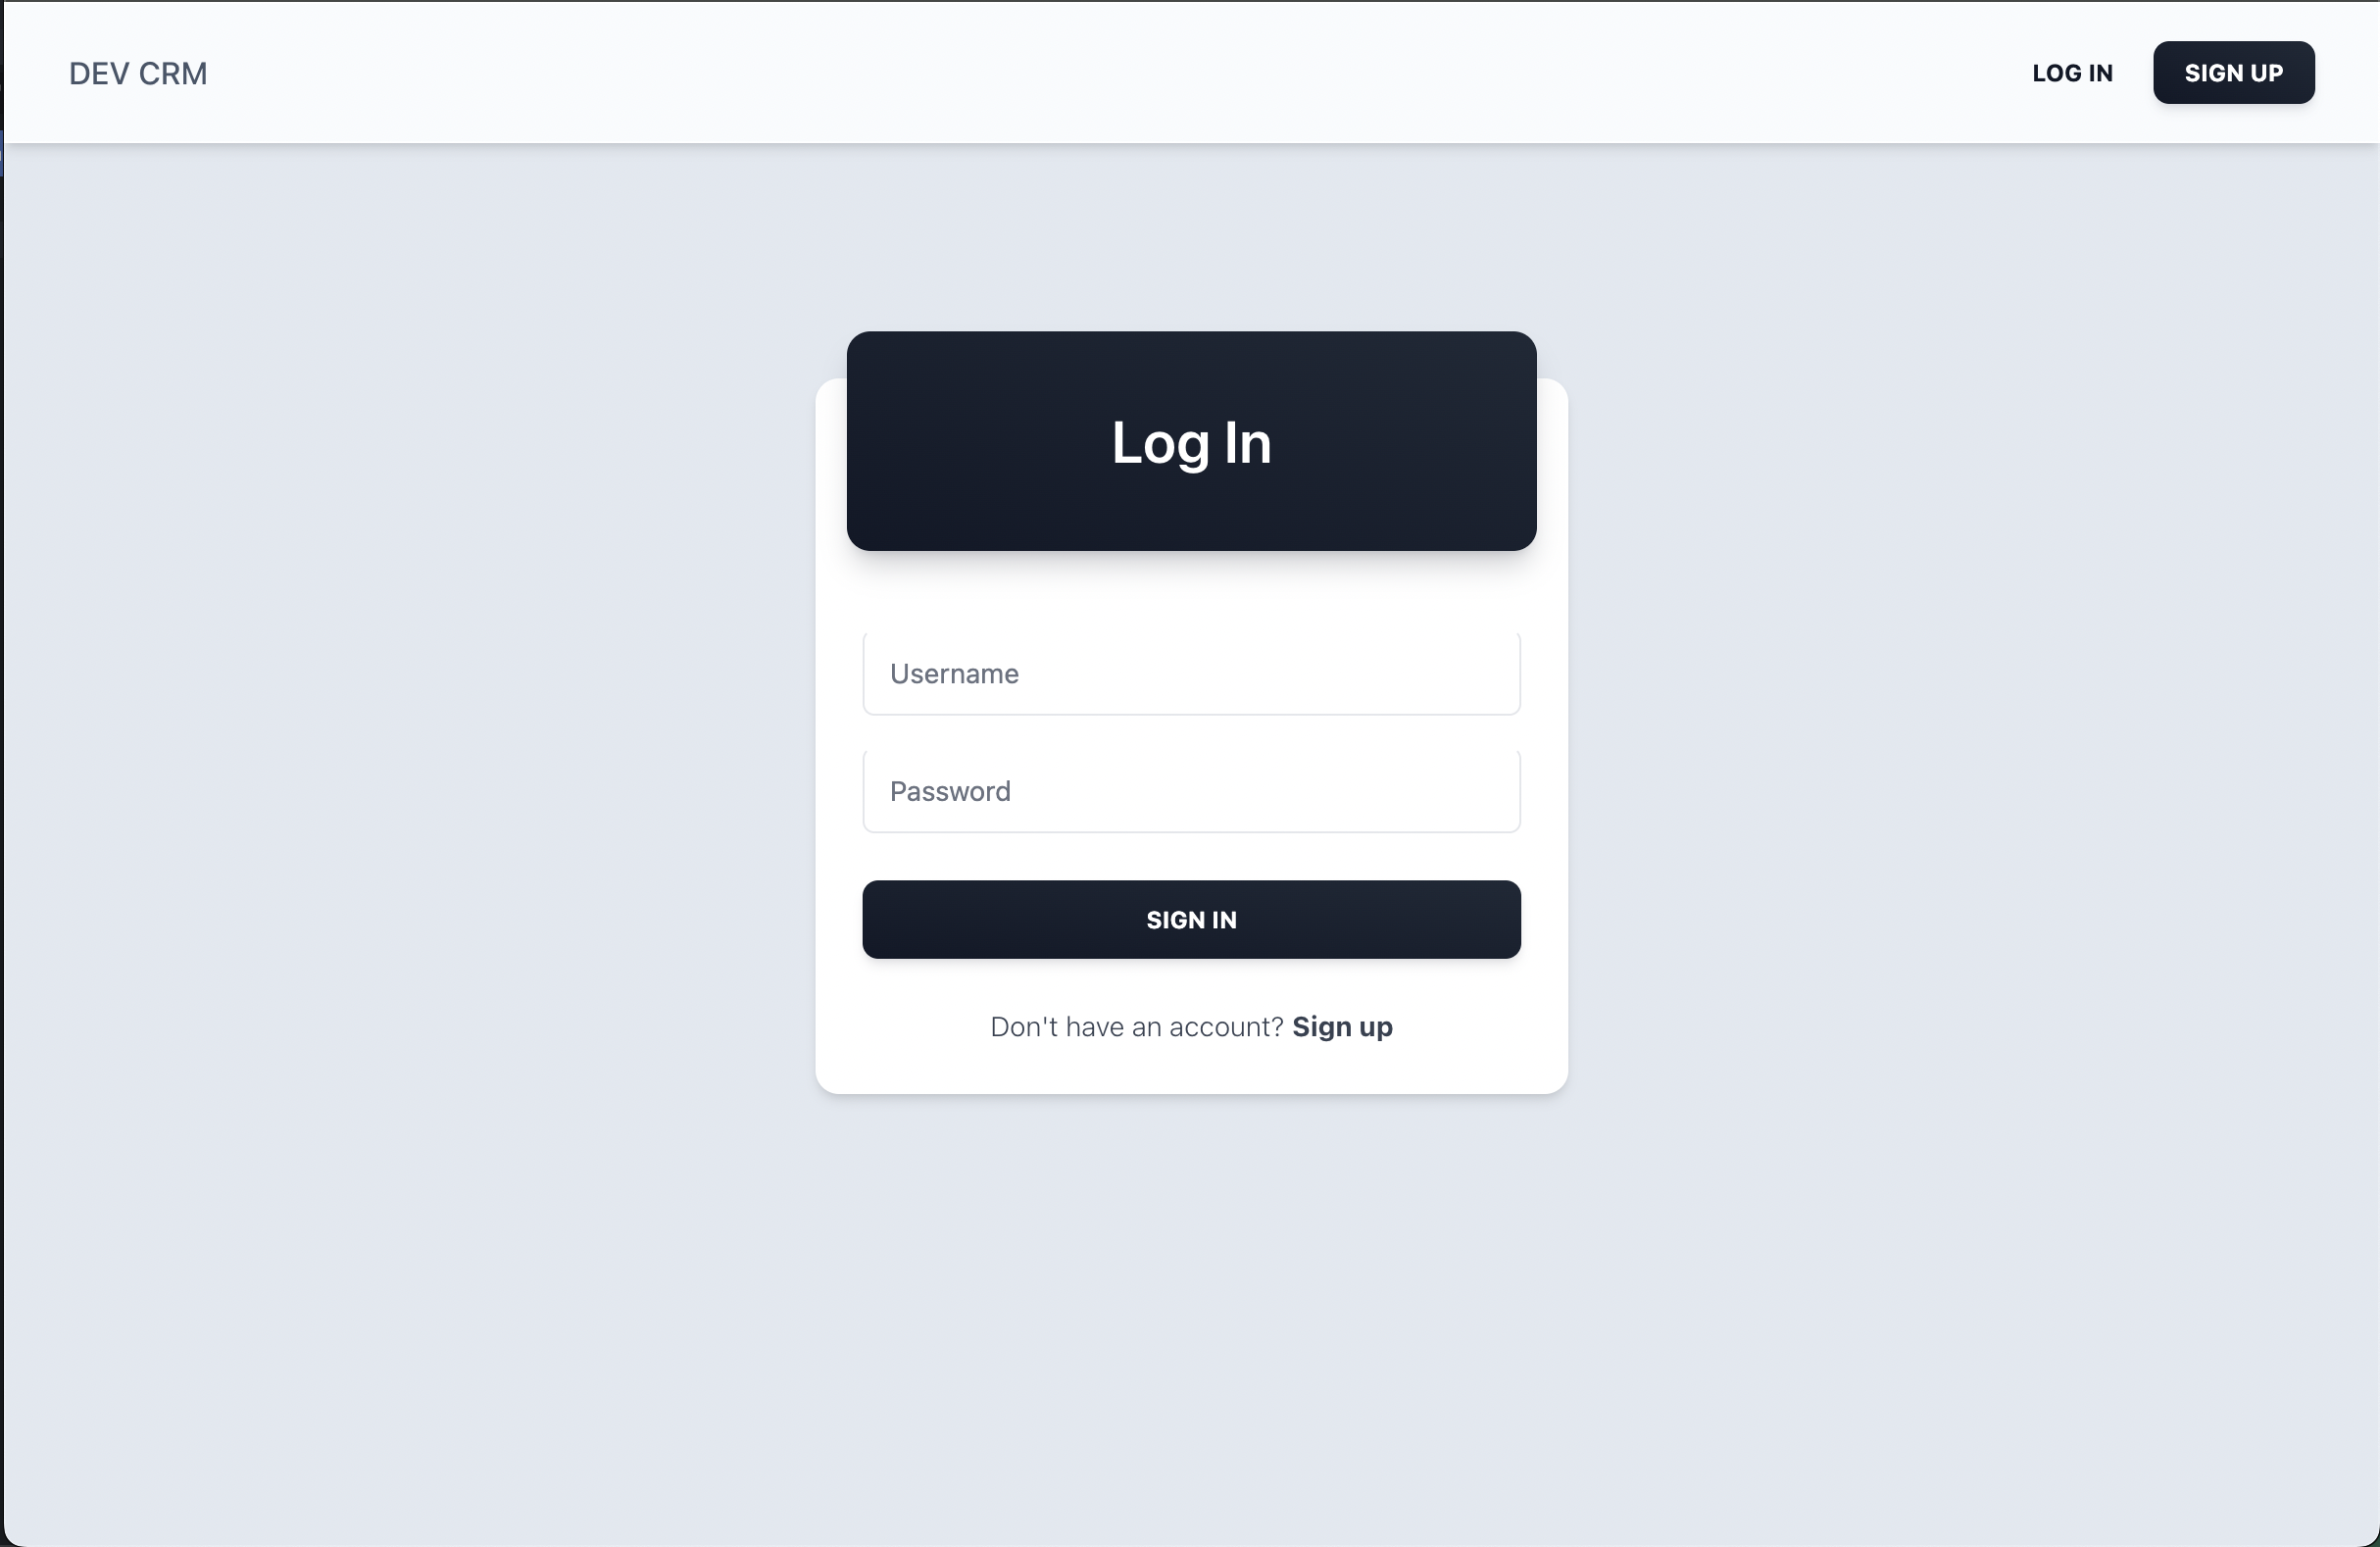 DEV CRM
LOG IN
SIGN UP
Log In
Username
Password
SIGN IN
Don't have an account? Sign up